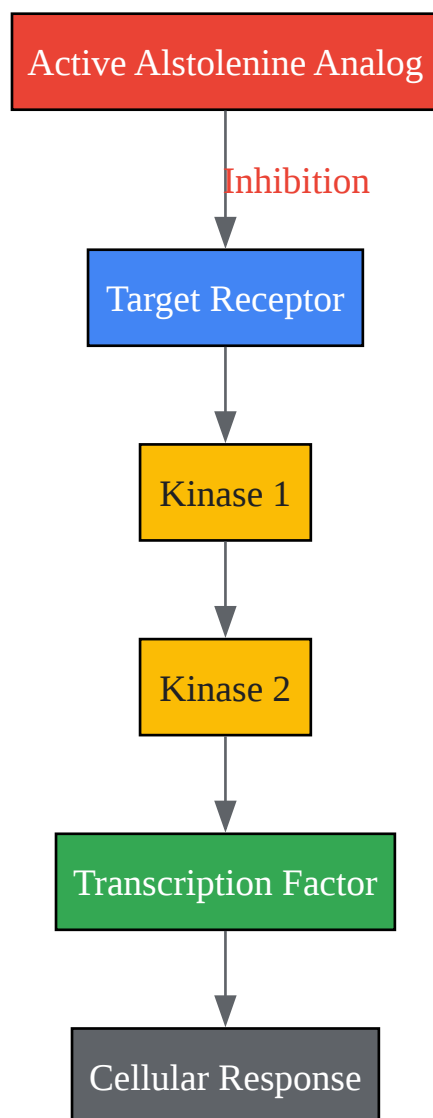 Active Alstolenine Analog
Inhibition
Target Receptor
Kinase 1
Kinase 2
Transcription Factor
Cellular Response